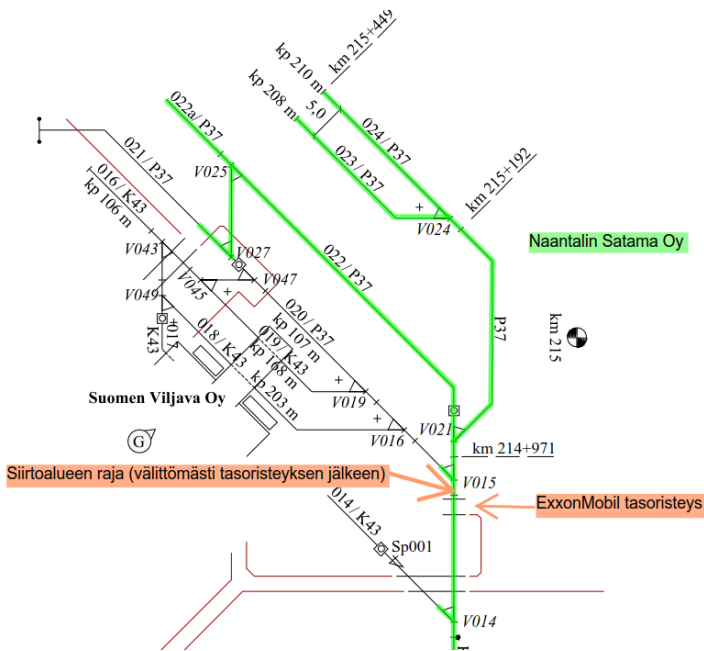 km 215+449
kp 210 m
kp 208 m
5,0
022a/ P37
024/ P37
023/ P37
km 215+192
021 / P37
016/ K43
kp 106 m
V025
V024
Naantalin Satama Oy
V027
V043
V047
V045
V049
022/ P37
P37
km 215
020/ P37
kp 107 m
019/ K43
kp 168 m
018/ K43
kp 203 m
017
K43
Suomen Viljava Oy
V019
V016
V021
G
km 214+971
Siirtoalueen raja (välittömästi tasoristeyksen jälkeen)
V015
ExxonMobil tasoristeys
014 / K43
Sp001
V014